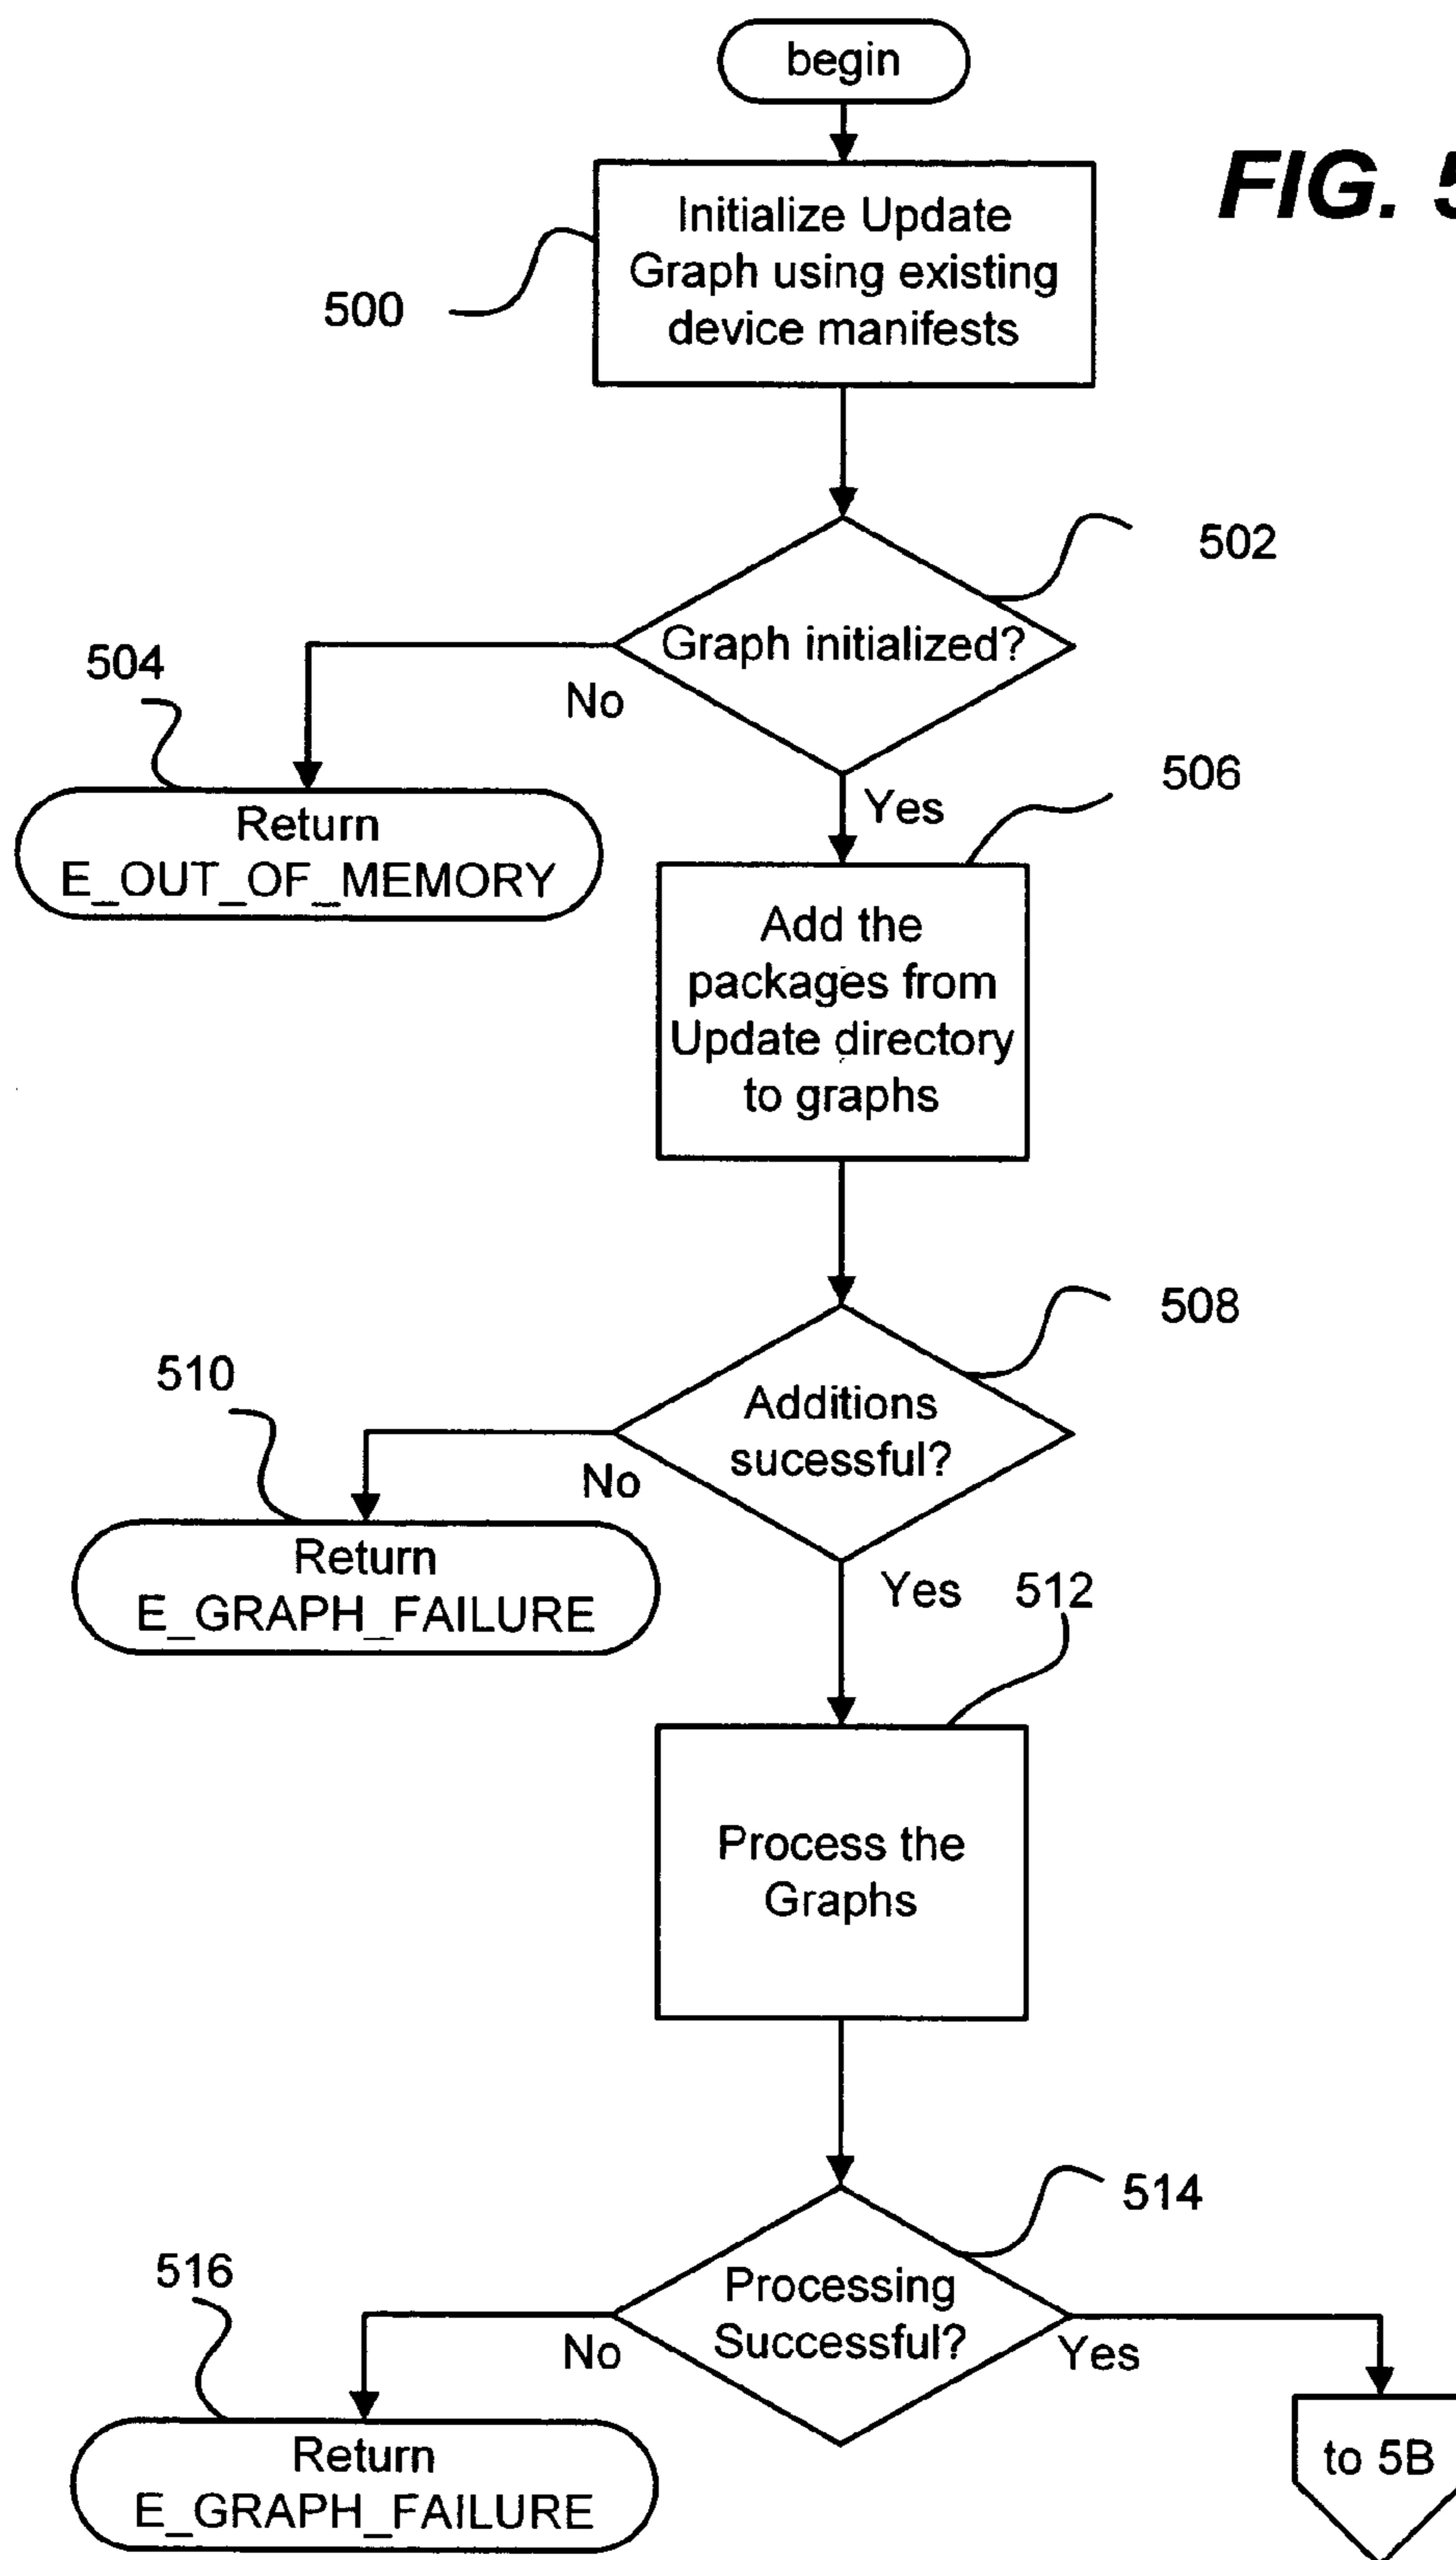 begin
FIG. 5
Initialize Update
Graph using existing
device manifests
500
502
Graph initialized?
504
No
506
Yes
Return
E_OUT_OF_MEMORY
Add the
packages from
Update directory
to graphs
508
510
Additions
sucessful?
No
Return
E_GRAPH_FAILURE
Yes
512
Process the
Graphs
514
516
Processing
Successful?
No
Yes
Return
E_GRAPH_FAILURE
to 5B